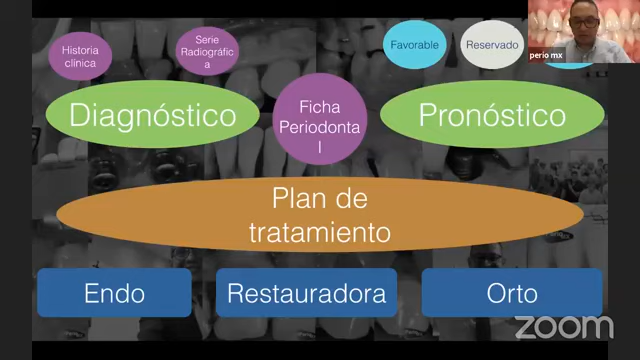 Historia
clínica
Serie
Radiográfic
a
Favorable
Reservado
perio mx
Diagnóstico
Ficha
Periodonta
l
Pronóstico
Plan de
tratamiento
Endo
Restauradora
Orto
zoom